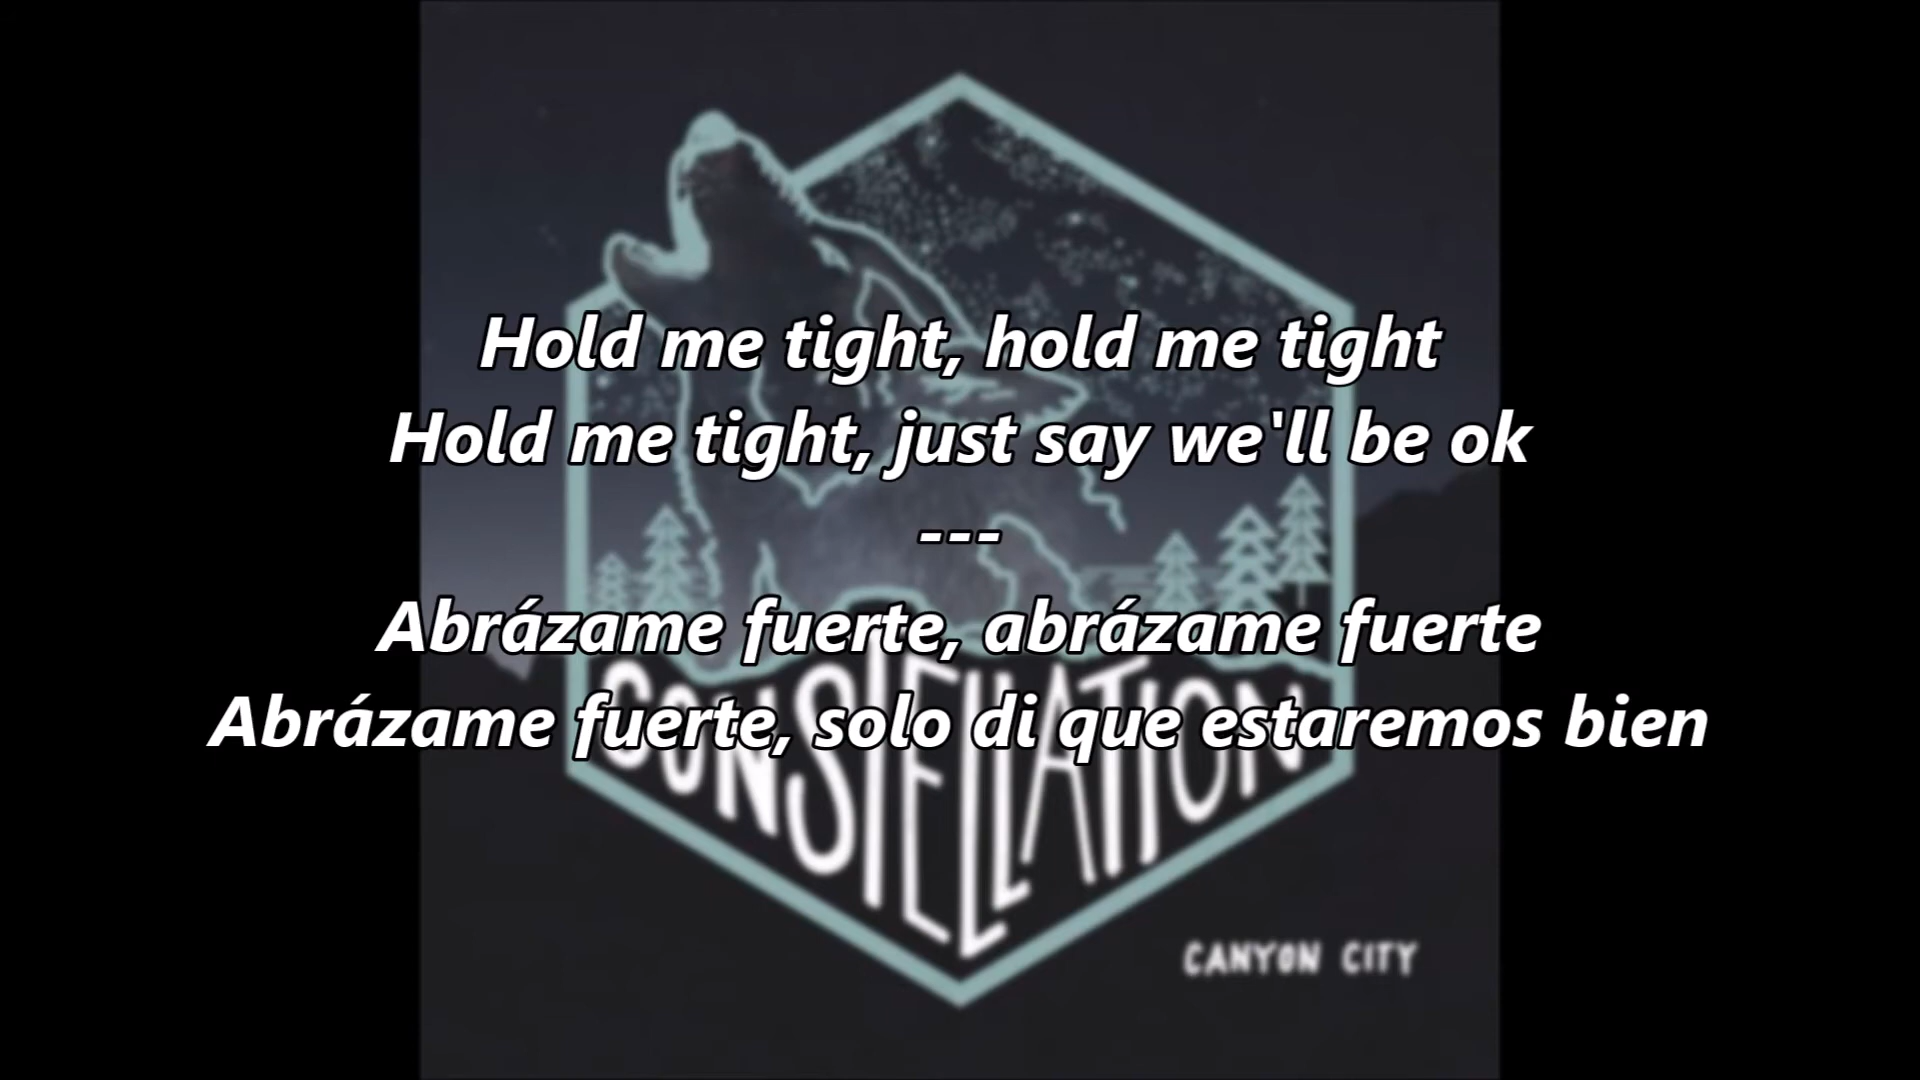 Hold me tight, hold me tight
Hold me tight, just say we'll be ok
---
Abrázame fuerte, abrázame fuerte
Abrázame fuerte, solo di que estaremos bien
CONSTELLATION
CANYON CITY